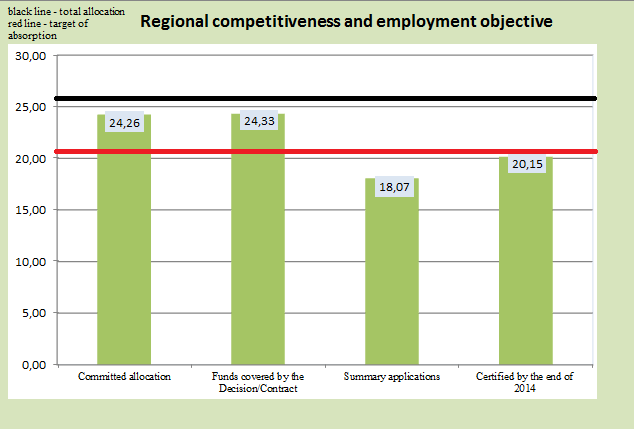 black line - total allocation
red line - target of
absorption
Regional competitiveness and employment objective
30,00
25,00
20,00
15,00
10,00
5,00
0,00
24,26
24,33
18,07
20,15
Committed allocation
Funds covered by the
Decision/Contract
Summary applications
Certified by the end of
2014